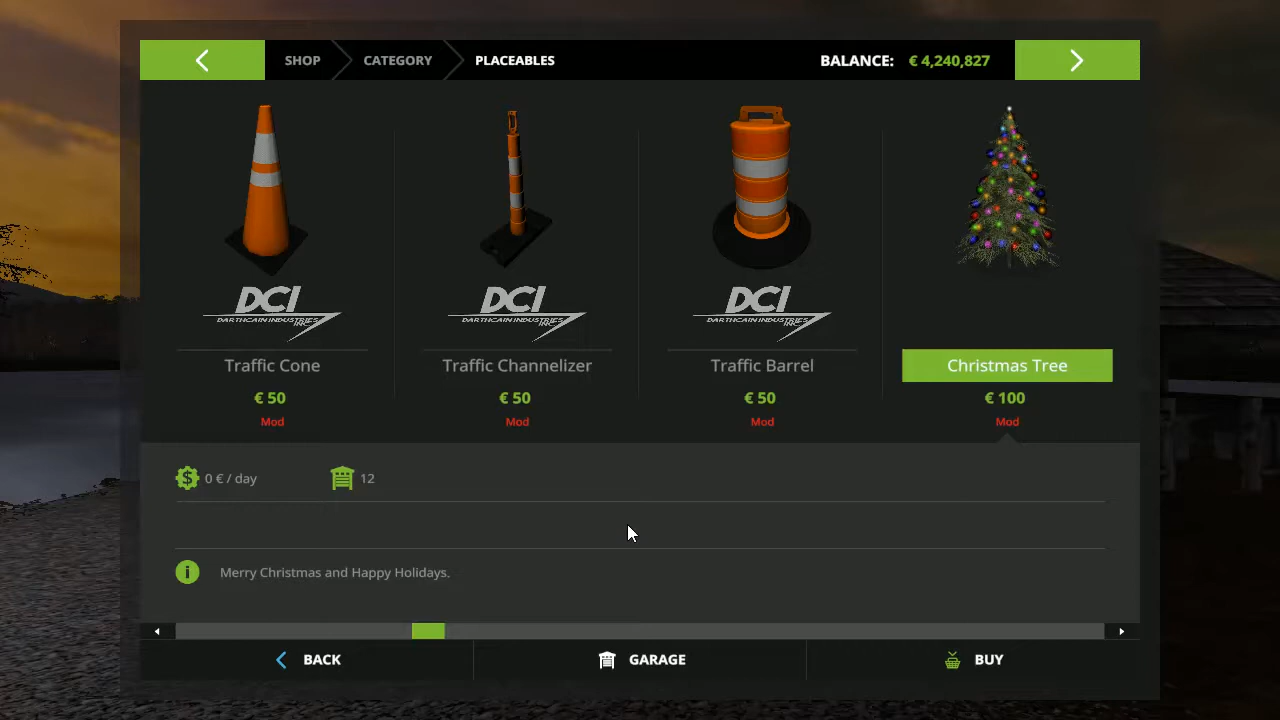 SHOP CATEGORY PLACEABLES BALANCE: € 4,240,827
DCI DCI DCI
DARTHCAIN INDUSTRIES INC. DARTHCAIN INDUSTRIES INC. DARTHCAIN INDUSTRIES INC.
Traffic Cone Traffic Channelizer Traffic Barrel Christmas Tree
€ 50 € 50 € 50 € 100
Mod Mod Mod Mod
0 € / day 12
Merry Christmas and Happy Holidays.
BACK GARAGE BUY